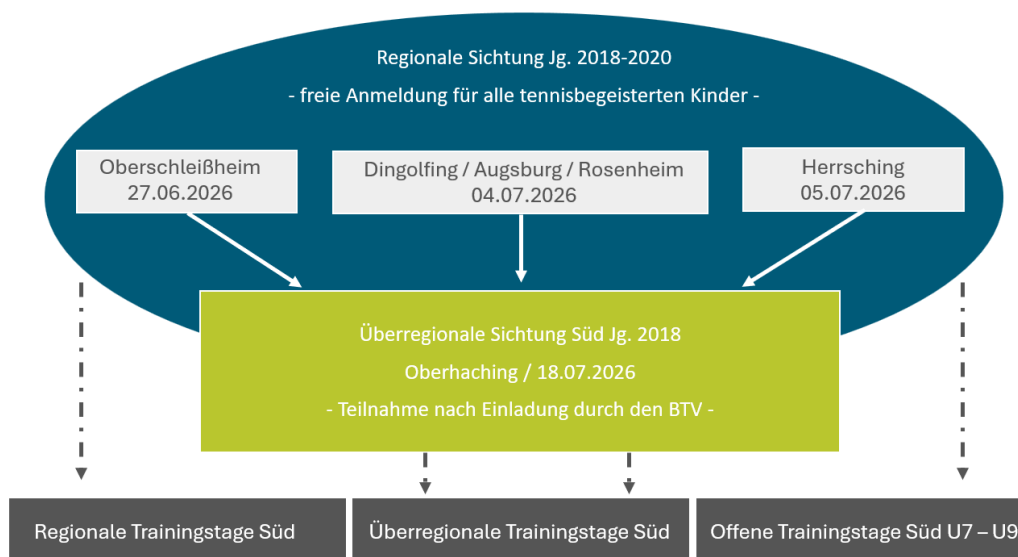 Regionale Sichtung Jg. 2018-2020
- freie Anmeldung für alle tennisbegeisterten Kinder -
Oberschleißheim
27.06.2026
Dingolfing / Augsburg / Rosenheim
04.07.2026
Herrsching
05.07.2026
Überregionale Sichtung Süd Jg. 2018
Oberhaching / 18.07.2026
- Teilnahme nach Einladung durch den BTV -
Regionale Trainingstage Süd
Überregionale Trainingstage Süd
Offene Trainingstage Süd U7 – U9